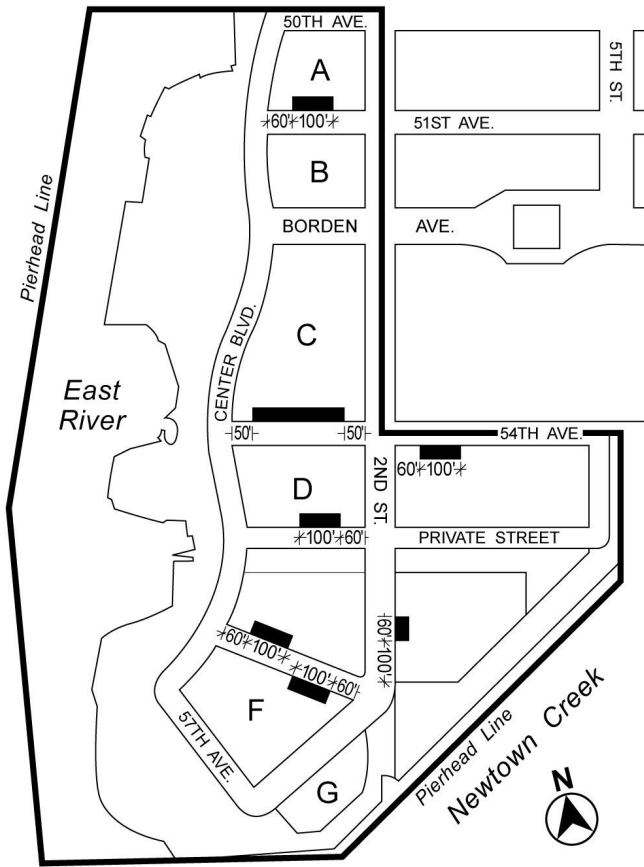 50TH AVE.
A
5TH ST.
60' 100'
51ST AVE.
B
Pierhead Line
BORDEN AVE.
CENTER BLVD.
C
East
River
50' 50'
54TH AVE.
2ND ST.
60' 100'
D
100' 60'
PRIVATE STREET
60' 100'
60' 100'
100' 60'
F
57TH AVE.
G
Pierhead Line
Newtown Creek
N